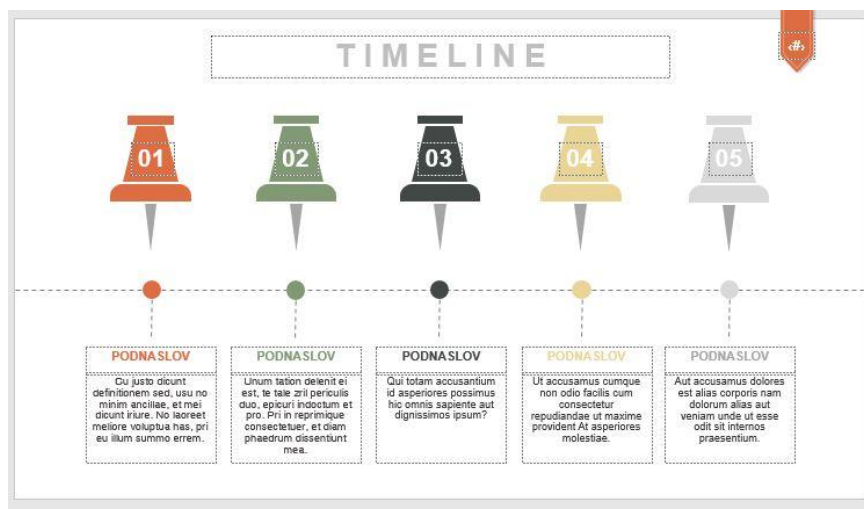 TIMELINE
‹#›
01
02
03
04
05
PODNASLOV
Cu justo dicunt
definitionem sed, usu no
minim ancillae, et mei
dicunt iriure. No laoreet
meliore voluptua has, pri
eu illum summo errem.
PODNASLOV
Unum tation delenit ei
est, te tale zril periculis
duo, epicuri indoctum et
pro. Pri in reprimique
consectetuer, et diam
phaedrum dissentiunt
mea.
PODNASLOV
Qui totam accusantium
id asperiores possimus
hic omnis sapiente aut
dignissimos ipsum?
PODNASLOV
Ut accusamus cumque
non odio facilis cum
consectetur
repudiandae ut maxime
provident At asperiores
molestiae.
PODNASLOV
Aut accusamus dolores
est alias corporis nam
dolorum alias aut
veniam unde ut esse
odit sit internos
praesentium.